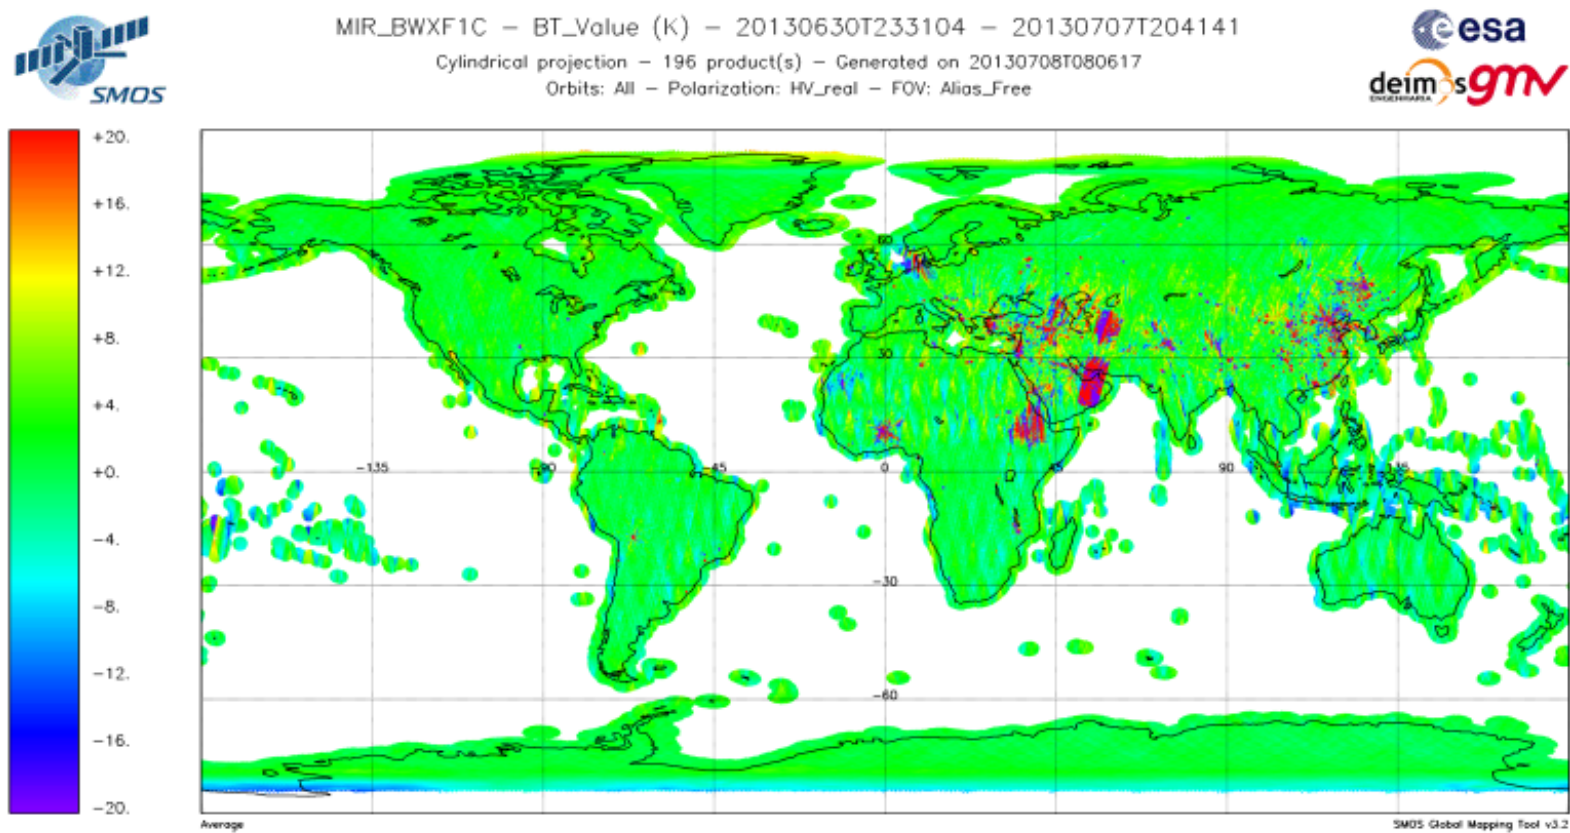 MIR_BWXF1C – BT_Value (K) – 20130630T233104 – 20130707T204141
Cylindrical projection – 196 product(s) – Generated on 20130708T080617
Orbits: All – Polarization: HV_real – FOV: Alias_Free
SMOS
esa
deimos
ENGENHARIA
gmv
+20.
+16.
+12.
+8.
+4.
+0.
−4.
−8.
−12.
−16.
−20.
60
30
−135
−90
−45
0
45
90
135
−30
−60
Average
SMOS Global Mapping Tool v3.2